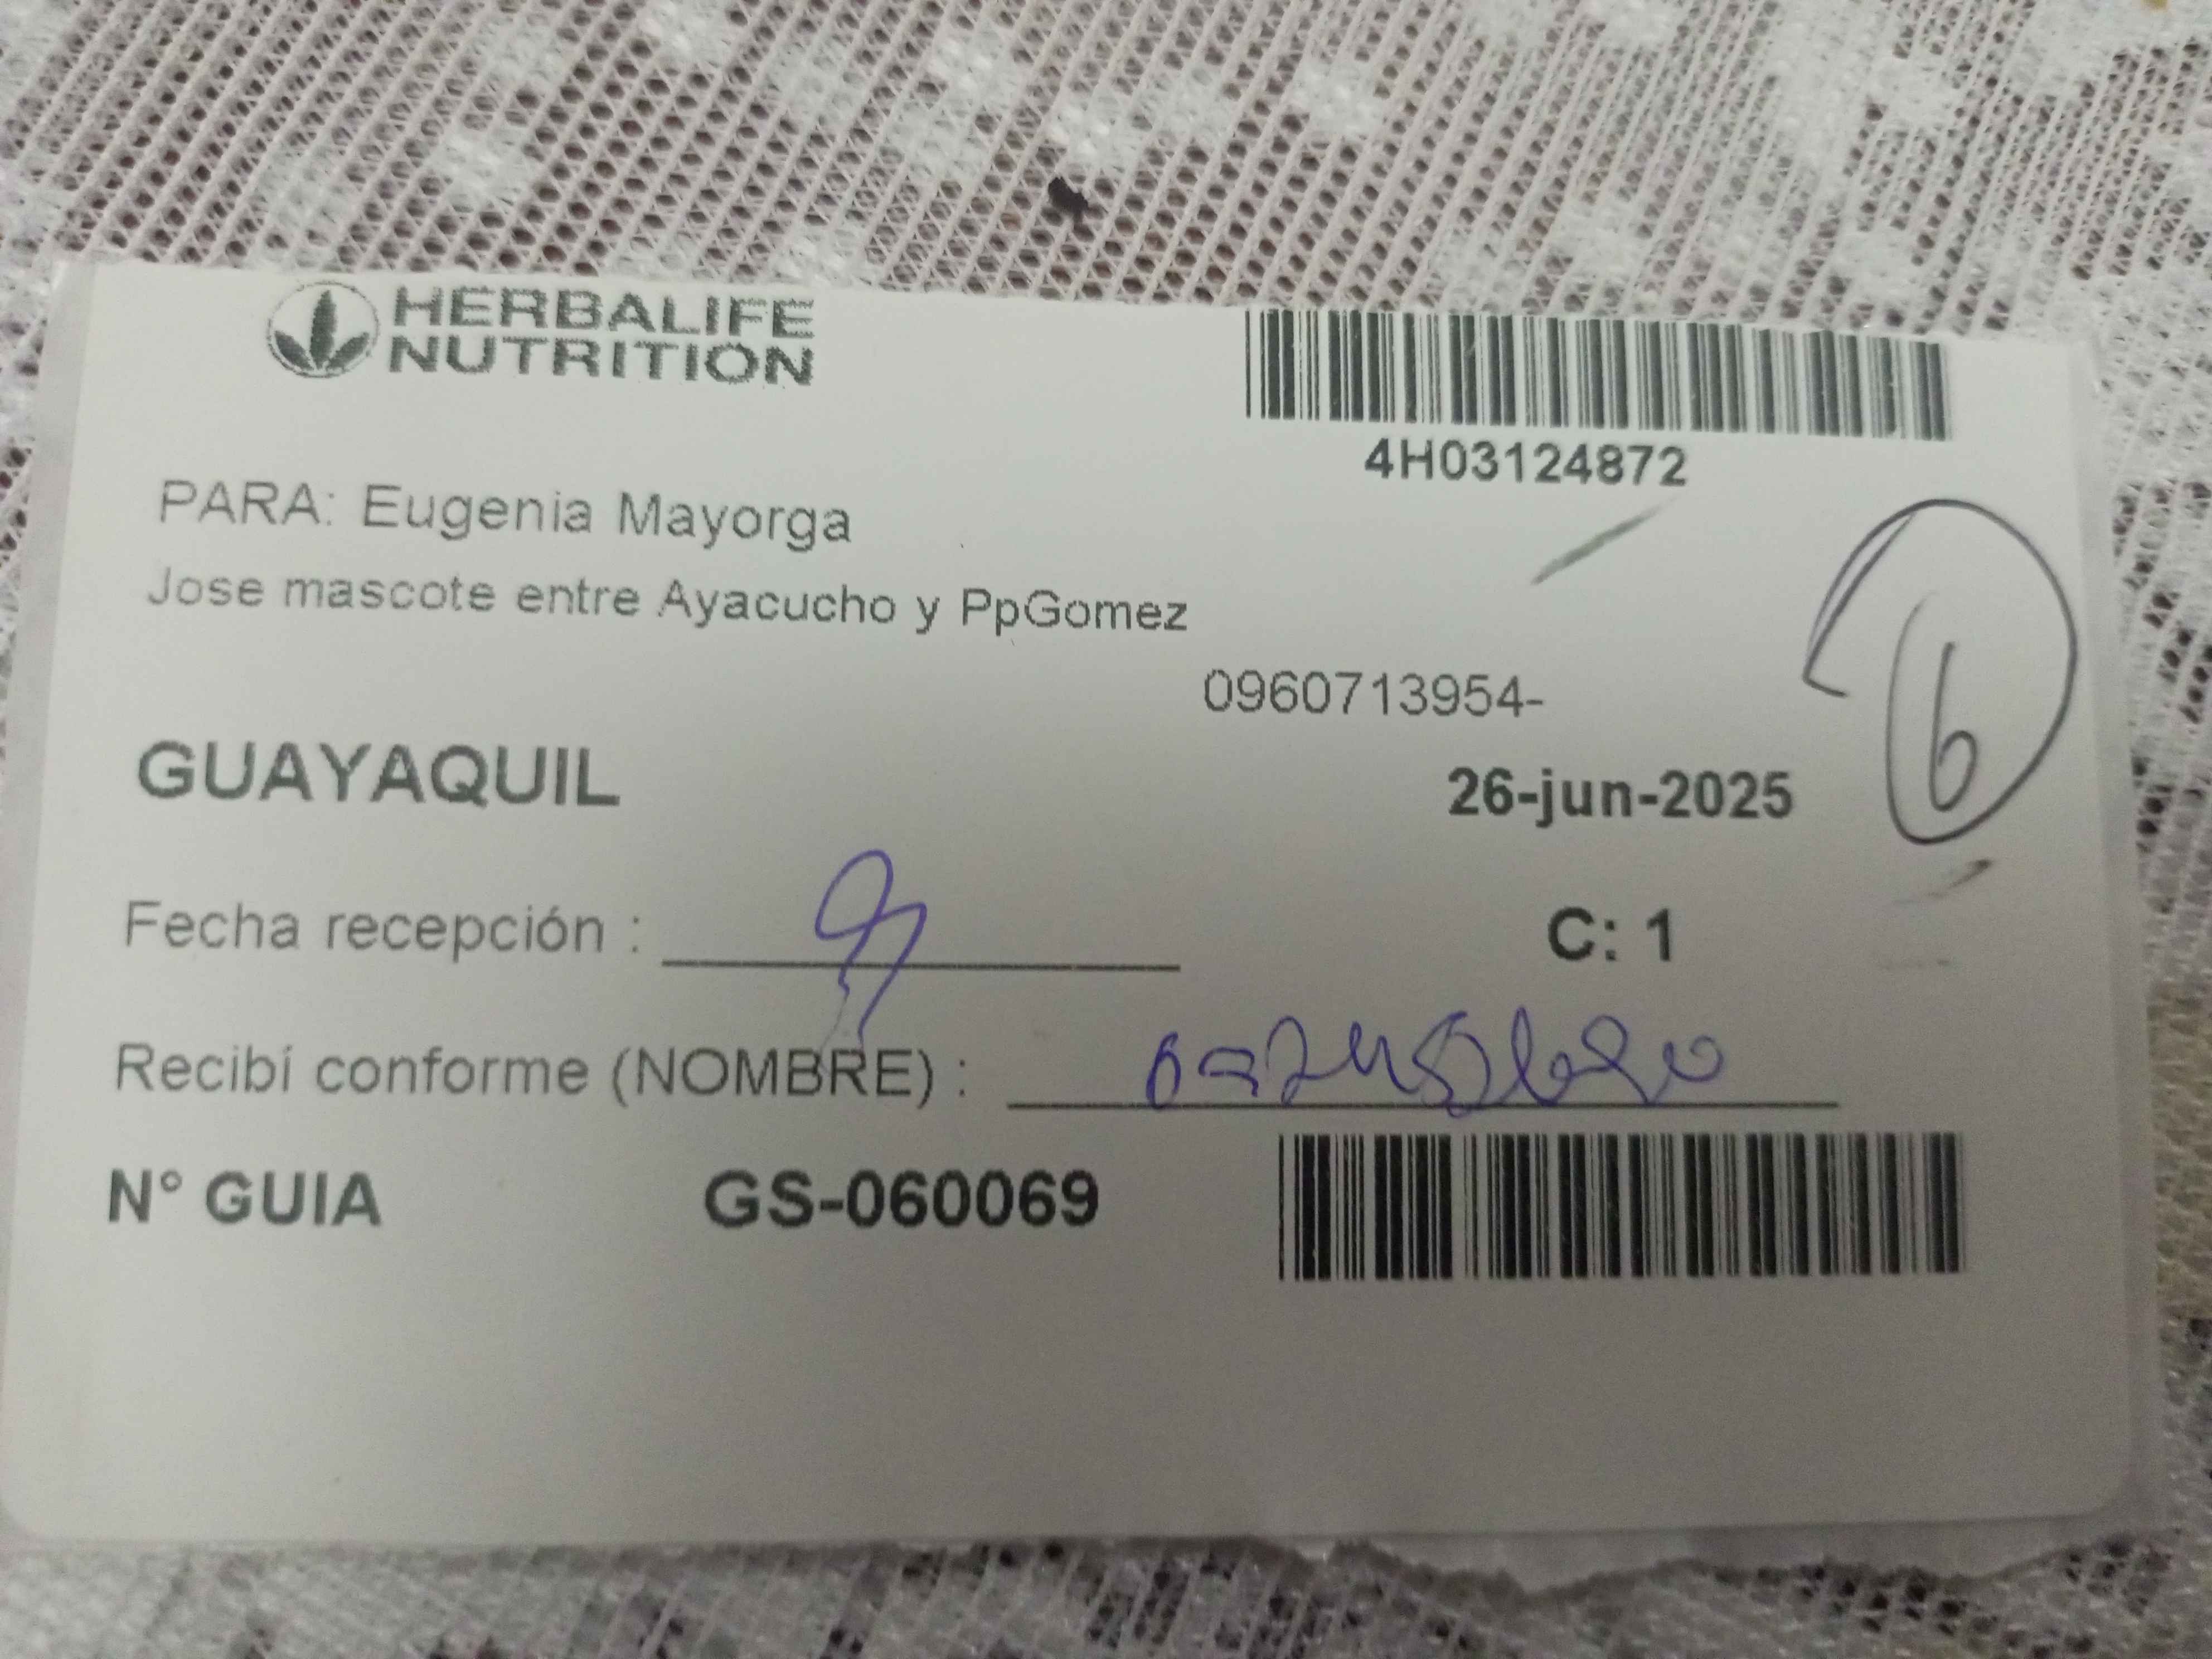 HERBALIFE
NUTRITION
4H03124872
PARA: Eugenia Mayorga
Jose mascote entre Ayacucho y PpGomez
0960713954-
6
GUAYAQUIL
26-jun-2025
Fecha recepción :
C: 1
Recibí conforme (NOMBRE) :
N° GUIA GS-060069